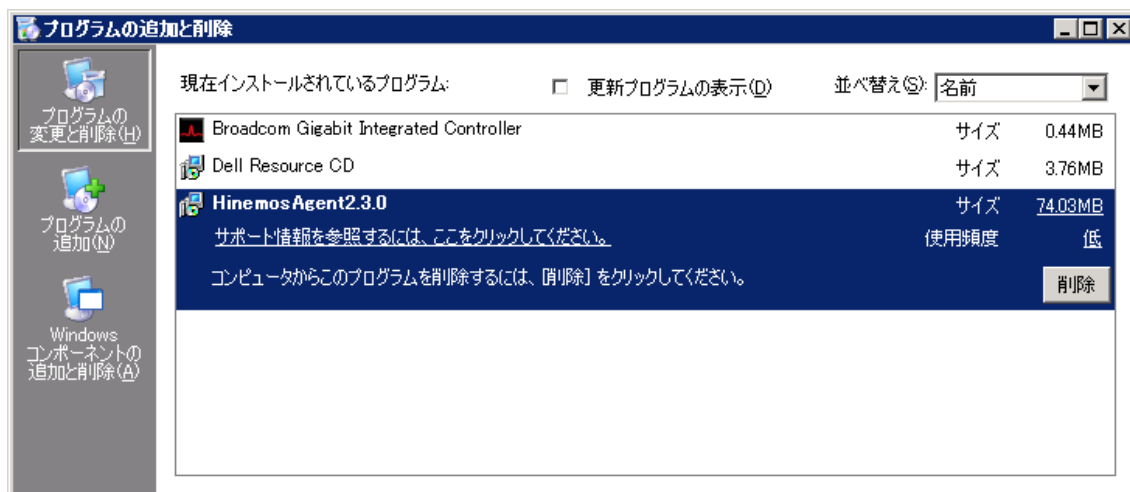 プログラムの追加と削除
プログラムの
変更と削除(H)
プログラムの
追加(N)
Windows
コンポーネントの
追加と削除(A)
現在インストールされているプログラム:
更新プログラムの表示(D)
並べ替え(S): 名前
Broadcom Gigabit Integrated Controller サイズ 0.44MB
Dell Resource CD サイズ 3.76MB
HinemosAgent2.3.0 サイズ 74.03MB
サポート情報を参照するには、ここをクリックしてください。 使用頻度 低
コンピュータからこのプログラムを削除するには、[削除] をクリックしてください。 削除